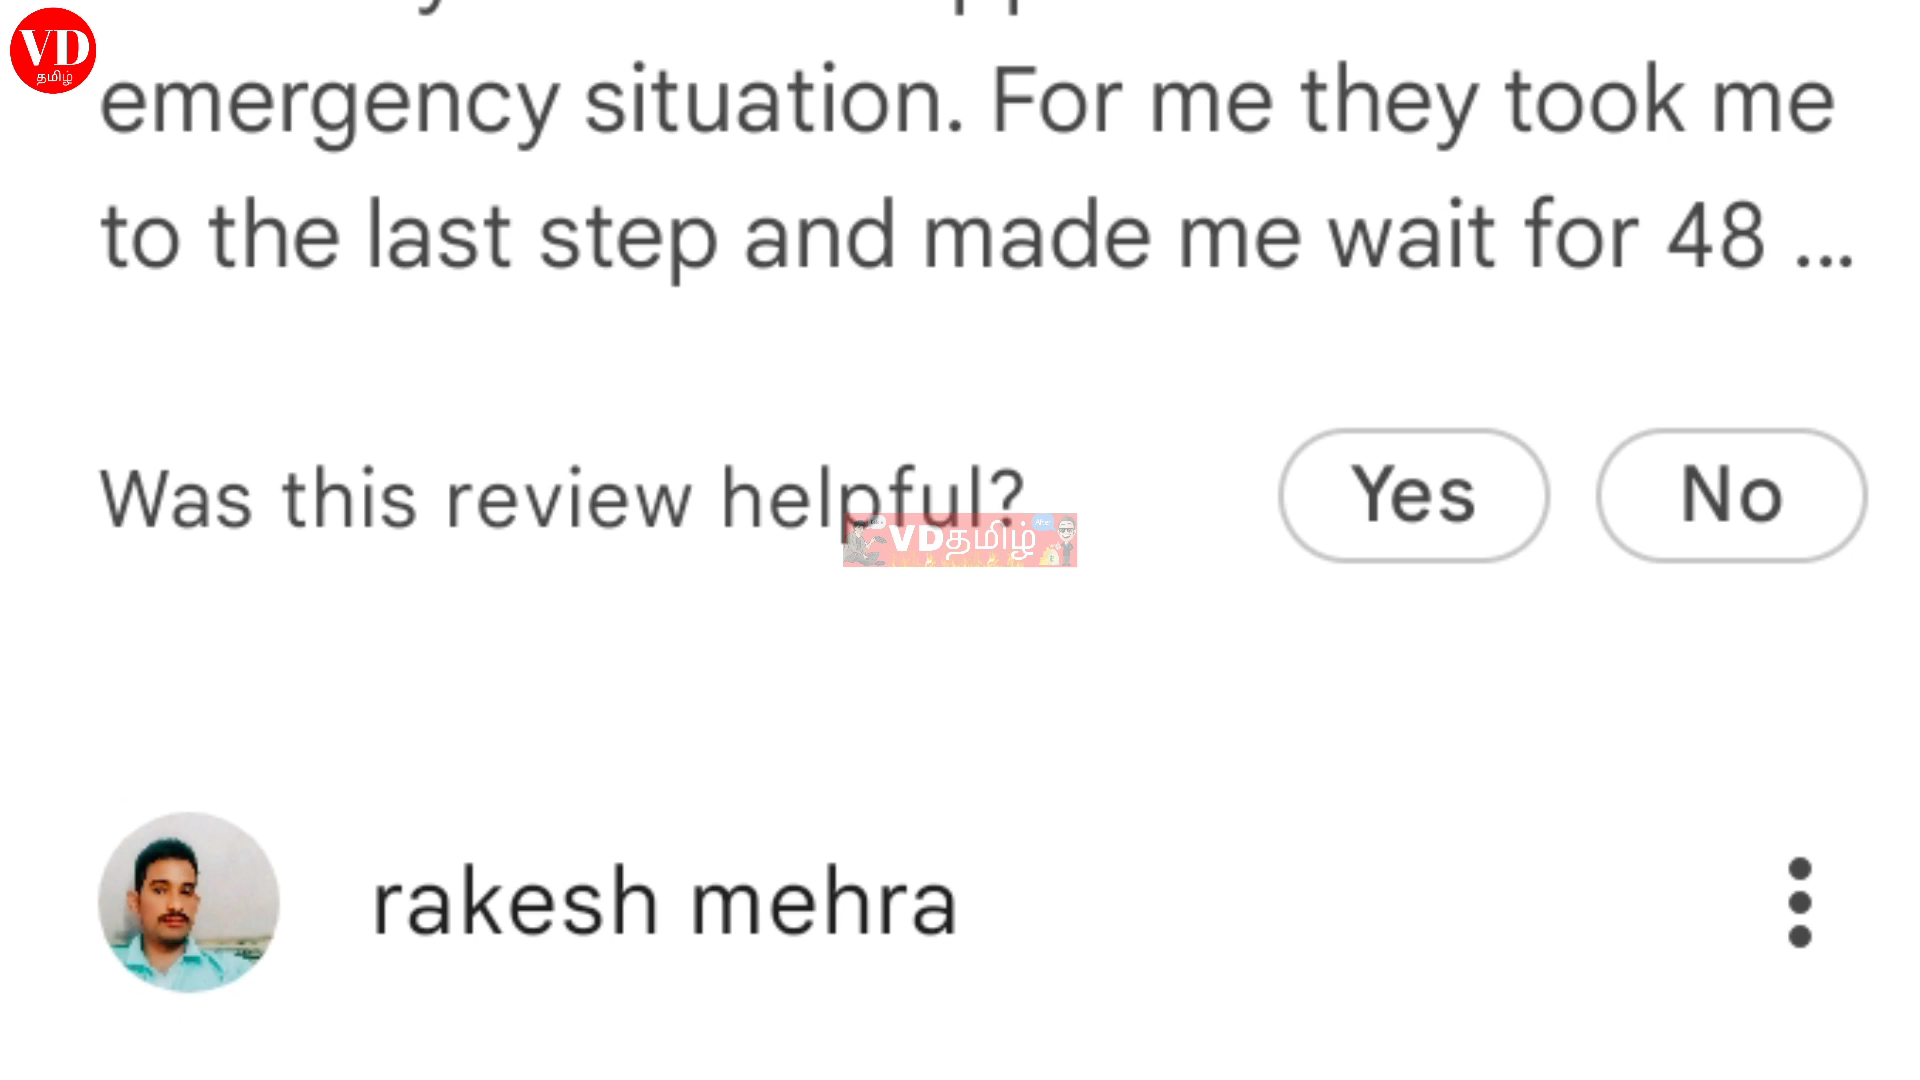 VD
தமிழ்
emergency situation. For me they took me
to the last step and made me wait for 48 ...
Was this review helpful?
Yes
No
VDதமிழ்
rakesh mehra